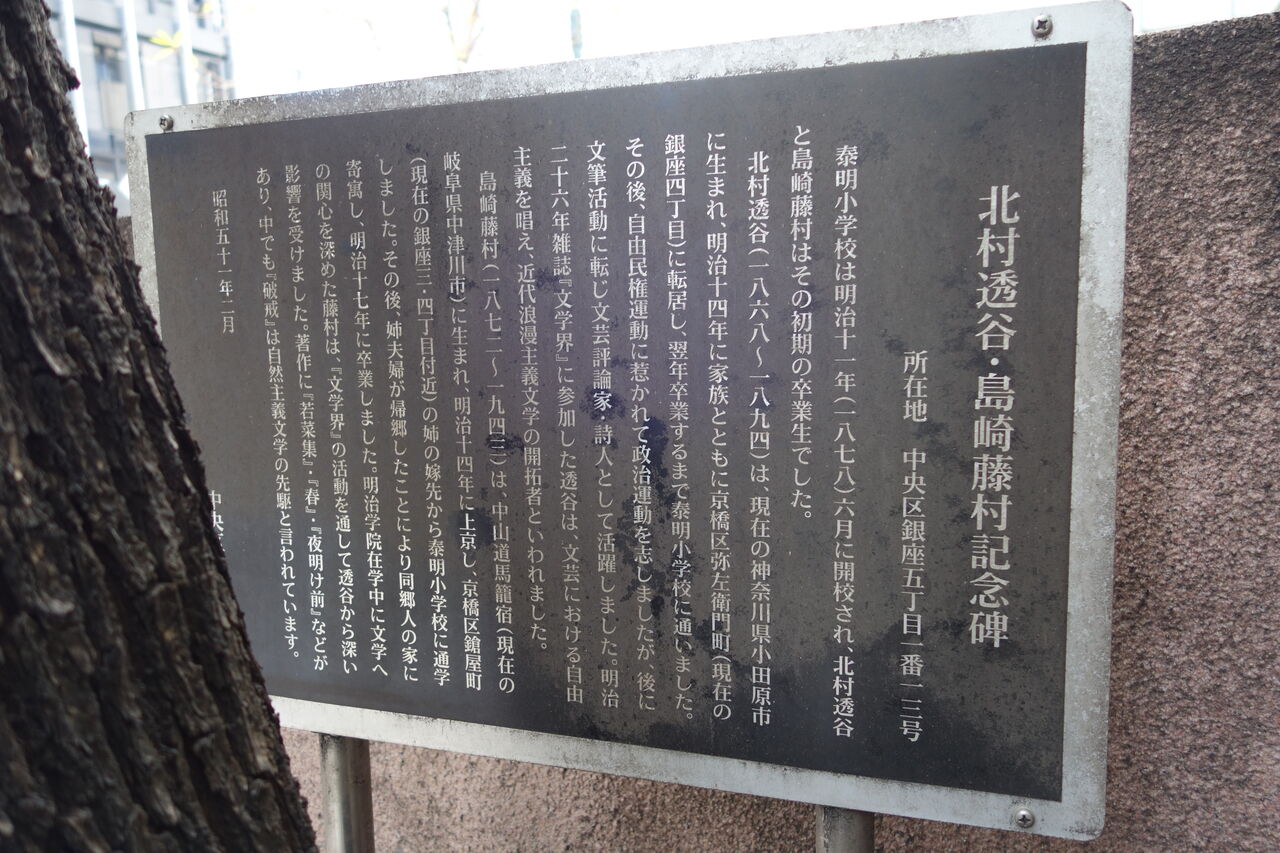 北村透谷・島崎藤村記念碑
所在地 中央区銀座五丁目一番一三号
泰明小学校は明治十一年(一八七八)六月に開校され、北村透谷
と島崎藤村はその初期の卒業生でした。
北村透谷(一八六八〜一八九四)は、現在の神奈川県小田原市
に生まれ、明治十四年に家族とともに京橋区弥左衛門町(現在の
銀座四丁目)に転居し、翌年卒業するまで泰明小学校に通いました。
その後、自由民権運動に惹かれて政治運動を志しましたが、後に
文筆活動に転じ文芸評論家・詩人として活躍しました。明治
二十六年雑誌『文学界』に参加した透谷は、文芸における自由
主義を唱え、近代浪漫主義文学の開拓者といわれました。
島崎藤村(一八七二〜一九四三)は、中山道馬籠宿(現在の
岐阜県中津川市)に生まれ、明治十四年に上京し、京橋区鎗屋町
(現在の銀座三・四丁目付近)の姉の嫁先から泰明小学校に通学
しました。その後、姉夫婦が帰郷したことにより同郷人の家に
寄寓し、明治十七年に卒業しました。明治学院在学中に文学へ
の関心を深めた藤村は、『文学界』の活動を通して透谷から深い
影響を受けました。著作に『若菜集』・『春』・『夜明け前』などが
あり、中でも『破戒』は自然主義文学の先駆と言われています。
昭和五十一年二月
中央